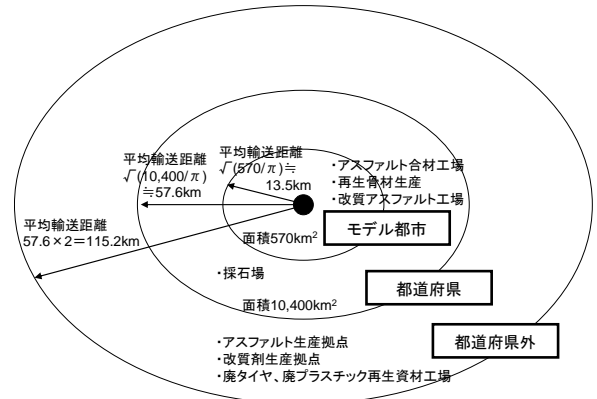 平均輸送距離
√(10,400/π)
≒57.6km
平均輸送距離
√(570/π)≒
13.5km
・アスファルト合材工場
・再生骨材生産
・改質アスファルト工場
平均輸送距離
57.6×2＝115.2km
面積570km²
モデル都市
・採石場
面積10,400km²
都道府県
・アスファルト生産拠点
・改質剤生産拠点
・廃タイヤ、廃プラスチック再生資材工場
都道府県外